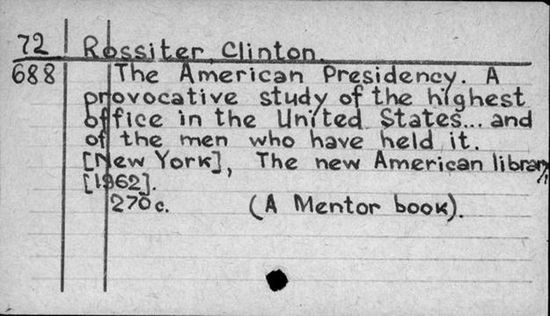 72 Rossiter, Clinton.
688 The American Presidency. A
provocative study of the highest
office in the United States... and
of the men who have held it.
[New York], The new American library,
[1962].
270c. (A Mentor book).